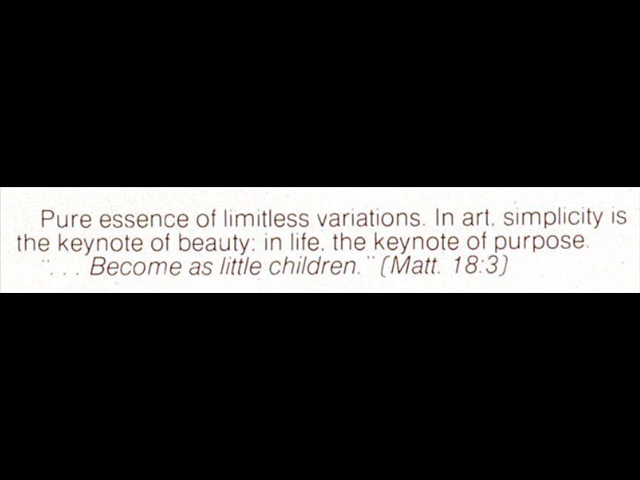 Pure essence of limitless variations. In art, simplicity is
the keynote of beauty; in life, the keynote of purpose.
". . . Become as little children." (Matt. 18:3)